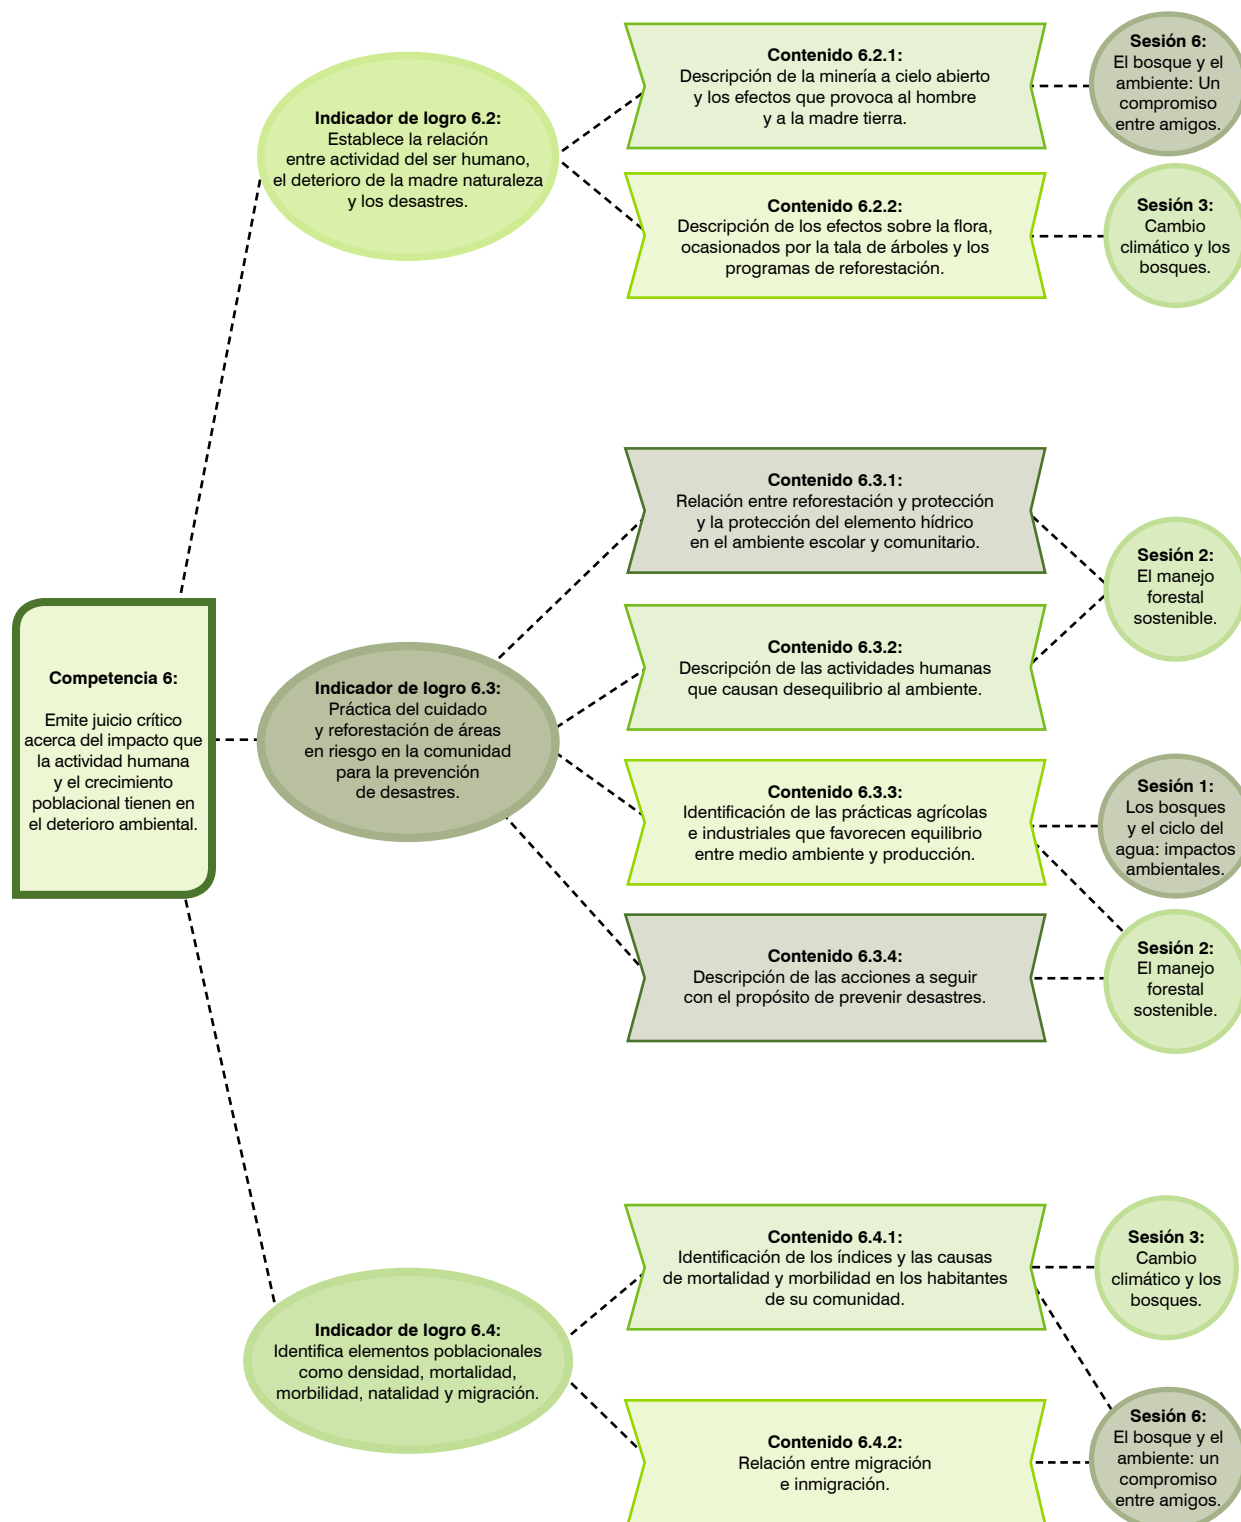 Competencia 6:
Emite juicio crítico
acerca del impacto que
la actividad humana
y el crecimiento
poblacional tienen en
el deterioro ambiental.
Indicador de logro 6.2:
Establece la relación
entre actividad del ser humano,
el deterioro de la madre naturaleza
y los desastres.
Contenido 6.2.1:
Descripción de la minería a cielo abierto
y los efectos que provoca al hombre
y a la madre tierra.
Sesión 6:
El bosque y el
ambiente: Un
compromiso
entre amigos.
Contenido 6.2.2:
Descripción de los efectos sobre la flora,
ocasionados por la tala de árboles y los
programas de reforestación.
Sesión 3:
Cambio
climático y los
bosques.
Indicador de logro 6.3:
Práctica del cuidado
y reforestación de áreas
en riesgo en la comunidad
para la prevención
de desastres.
Contenido 6.3.1:
Relación entre reforestación y protección
y la protección del elemento hídrico
en el ambiente escolar y comunitario.
Contenido 6.3.2:
Descripción de las actividades humanas
que causan desequilibrio al ambiente.
Sesión 2:
El manejo
forestal
sostenible.
Contenido 6.3.3:
Identificación de las prácticas agrícolas
e industriales que favorecen equilibrio
entre medio ambiente y producción.
Sesión 1:
Los bosques
y el ciclo del
agua: impactos
ambientales.
Contenido 6.3.4:
Descripción de las acciones a seguir
con el propósito de prevenir desastres.
Sesión 2:
El manejo
forestal
sostenible.
Indicador de logro 6.4:
Identifica elementos poblacionales
como densidad, mortalidad,
morbilidad, natalidad y migración.
Contenido 6.4.1:
Identificación de los índices y las causas
de mortalidad y morbilidad en los habitantes
de su comunidad.
Sesión 3:
Cambio
climático y los
bosques.
Contenido 6.4.2:
Relación entre migración
e inmigración.
Sesión 6:
El bosque y el
ambiente: un
compromiso
entre amigos.